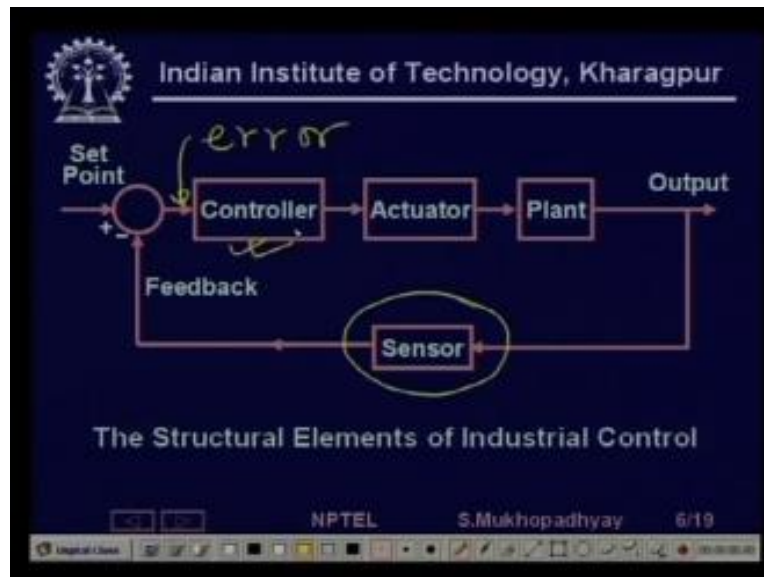 Indian Institute of Technology, Kharagpur
error
Set
Point
+
-
Controller
Actuator
Plant
Output
Feedback
Sensor
The Structural Elements of Industrial Control
NPTEL
S.Mukhopadhyay
6/19